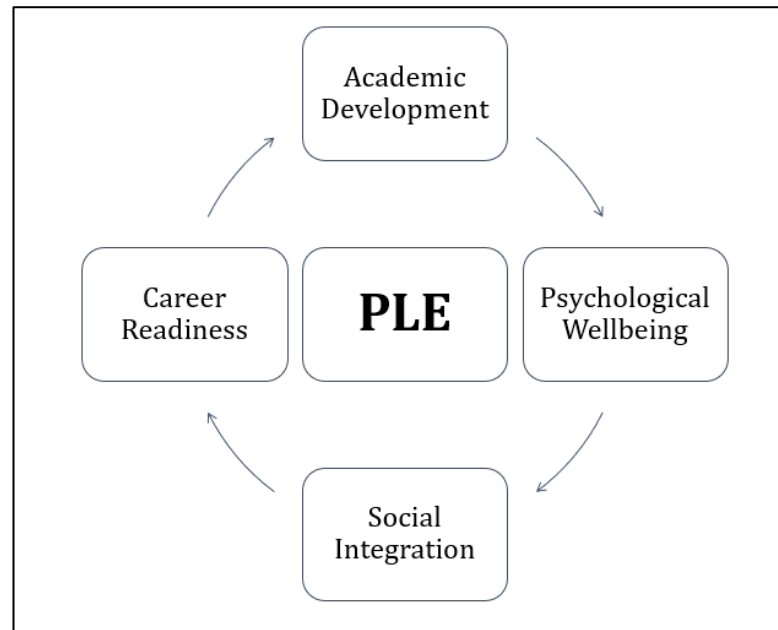 Academic
Development
Career
Readiness
PLE
Psychological
Wellbeing
Social
Integration